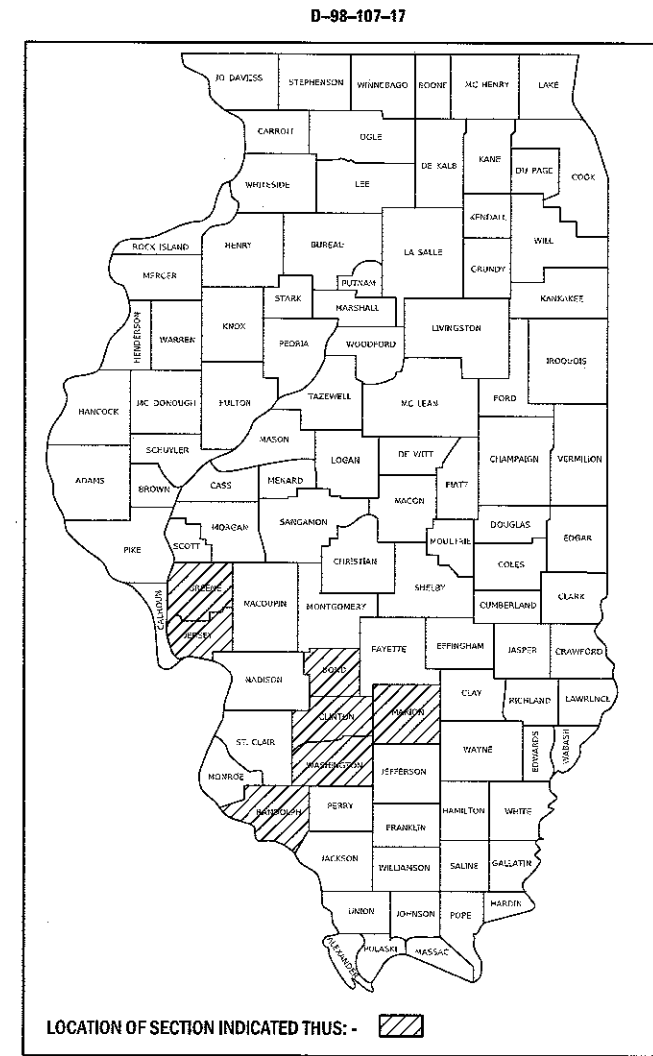 D-98-107-17
JO DAVIESS STEPHENSON WINNEBAGO BOONE MC HENRY LAKE
CARROLL OGLE
DE KALB KANE DU PAGE COOK
WHITESIDE LEE
KENDALL WILL
ROCK ISLAND HENRY BUREAU LA SALLE GRUNDY
MERCER PUTNAM
STARK MARSHALL KANKAKEE
HENDERSON WARREN KNOX PEORIA WOODFORD LIVINGSTON IROQUOIS
HANCOCK MC DONOUGH FULTON TAZEWELL MC LEAN FORD
MASON
SCHUYLER LOGAN DE WITT CHAMPAIGN VERMILION
ADAMS BROWN CASS MENARD PIATT
MACON
MORGAN SANGAMON DOUGLAS
PIKE SCOTT CHRISTIAN MOULTRIE EDGAR
COLES
CALHOUN GREENE MACOUPIN MONTGOMERY SHELBY CLARK
CUMBERLAND
JERSEY FAYETTE EFFINGHAM JASPER CRAWFORD
MADISON BOND
CLAY RICHLAND LAWRENCE
CLINTON MARION
ST. CLAIR WAYNE EDWARDS WABASH
WASHINGTON JEFFERSON
MONROE
RANDOLPH PERRY HAMILTON WHITE
FRANKLIN
JACKSON WILLIAMSON SALINE GALLATIN
UNION JOHNSON POPE HARDIN
ALEXANDER PULASKI MASSAC
LOCATION OF SECTION INDICATED THUS: -